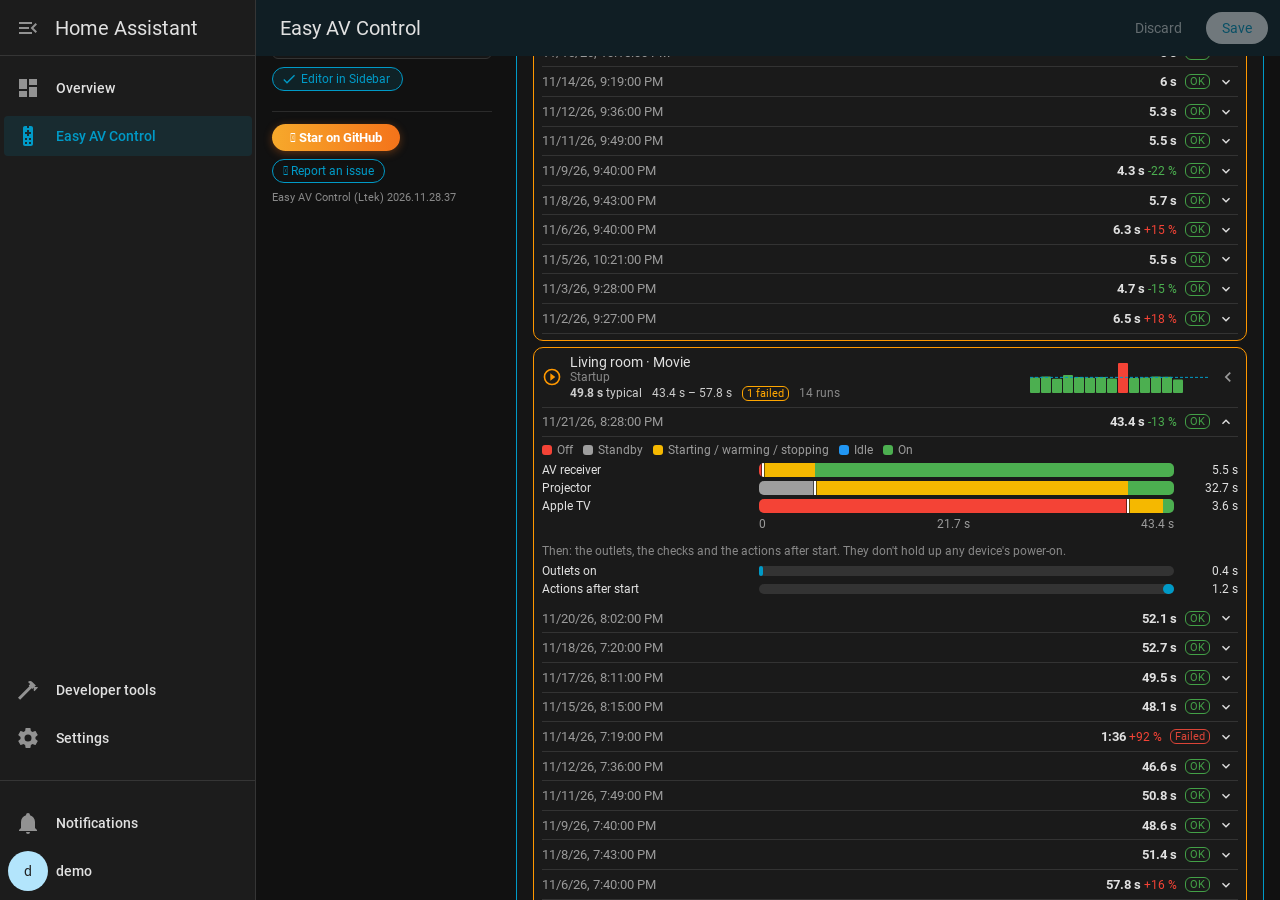 Home Assistant
Easy AV Control
Discard
Save
Overview
Easy AV Control
Developer tools
Settings
Notifications
d
demo
Editor in Sidebar
Star on GitHub
Report an issue
Easy AV Control (Ltek) 2026.11.28.37
11/14/26, 9:19:00 PM 6 s OK
11/12/26, 9:36:00 PM 5.3 s OK
11/11/26, 9:49:00 PM 5.5 s OK
11/9/26, 9:40:00 PM 4.3 s -22 % OK
11/8/26, 9:43:00 PM 5.7 s OK
11/6/26, 9:40:00 PM 6.3 s +15 % OK
11/5/26, 10:21:00 PM 5.5 s OK
11/3/26, 9:28:00 PM 4.7 s -15 % OK
11/2/26, 9:27:00 PM 6.5 s +18 % OK
Living room · Movie
Startup
49.8 s typical 43.4 s – 57.8 s 1 failed 14 runs
11/21/26, 8:28:00 PM 43.4 s -13 % OK
Off Standby Starting / warming / stopping Idle On
AV receiver 5.5 s
Projector 32.7 s
Apple TV 3.6 s
0 21.7 s 43.4 s
Then: the outlets, the checks and the actions after start. They don't hold up any device's power-on.
Outlets on 0.4 s
Actions after start 1.2 s
11/20/26, 8:02:00 PM 52.1 s OK
11/18/26, 7:20:00 PM 52.7 s OK
11/17/26, 8:11:00 PM 49.5 s OK
11/15/26, 8:15:00 PM 48.1 s OK
11/14/26, 7:19:00 PM 1:36 +92 % Failed
11/12/26, 7:36:00 PM 46.6 s OK
11/11/26, 7:49:00 PM 50.8 s OK
11/9/26, 7:40:00 PM 48.6 s OK
11/8/26, 7:43:00 PM 51.4 s OK
11/6/26, 7:40:00 PM 57.8 s +16 % OK